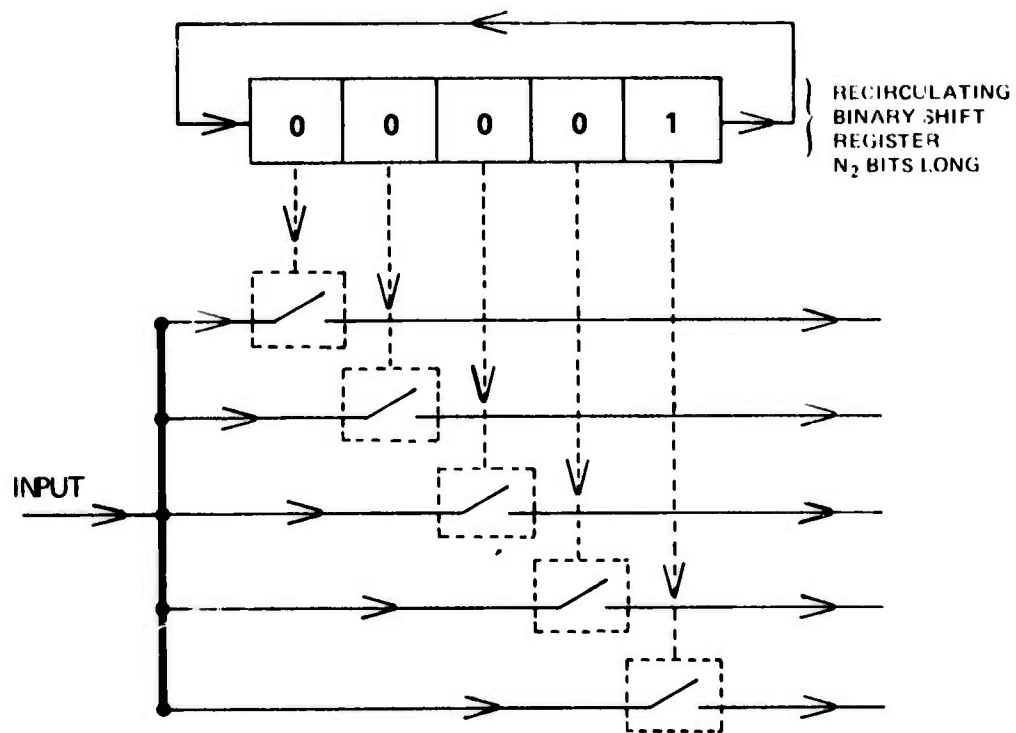 0 0 0 0 1
RECIRCULATING
BINARY SHIFT
REGISTER
N₂ BITS LONG
INPUT